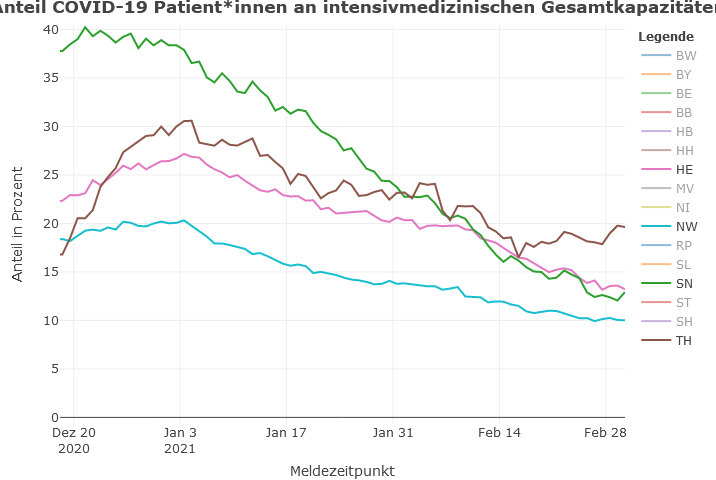 Anteil COVID-19 Patient*innen an intensivmedizinischen Gesamtkapazitäten
Legende
BW
BY
BE
BB
HB
HH
HE
MV
NI
NW
RP
SL
SN
ST
SH
TH
Anteil in Prozent
40
35
30
25
20
15
10
5
0
Dez 20
2020
Jan 3
2021
Jan 17
Jan 31
Feb 14
Feb 28
Meldezeitpunkt